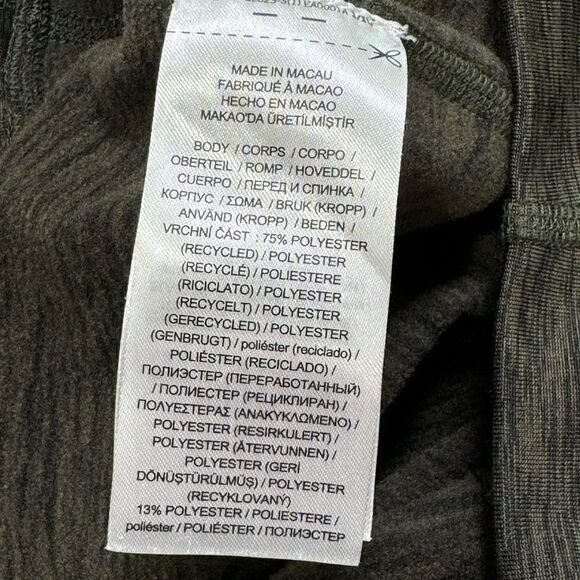 MADE IN MACAU
FABRIQUÉ À MACAO
HECHO EN MACAO
MAKAO'DA ÜRETİLMİŞTİR
BODY / CORPS / CORPO /
OBERTEIL / ROMP / HOVEDDEL /
CUERPO / ПЕРЕД И СПИНКА /
КОРПУС / ΣΩΜΑ / BRUK (KROPP) /
ANVÄND (KROPP) / BEDEN /
VRCHNÍ ČÁST : 75% POLYESTER
(RECYCLED) / POLYESTER
(RECYCLÉ) / POLIESTERE
(RICICLATO) / POLYESTER
(RECYCELT) / POLYESTER
(GERECYCLED) / POLYESTER
(GENBRUGT) / poliéster (reciclado) /
POLIÉSTER (RECICLADO) /
ПОЛИЭСТЕР (ПЕРЕРАБОТАННЫЙ)
/ ПОЛИЕСТЕР (РЕЦИКЛИРАН) /
ΠΟΛΥΕΣΤΕΡΑΣ (ΑΝΑΚΥΚΛΩΜΕΝΟ) /
POLYESTER (RESIRKULERT) /
POLYESTER (ÅTERVUNNEN) /
POLYESTER (GERİ
DÖNÜŞTÜRÜLMÜŞ) / POLYESTER
(RECYKLOVANÝ)
13% POLYESTER / POLIESTERE /
poliéster / POLIÉSTER / ПОЛИЭСТЕР